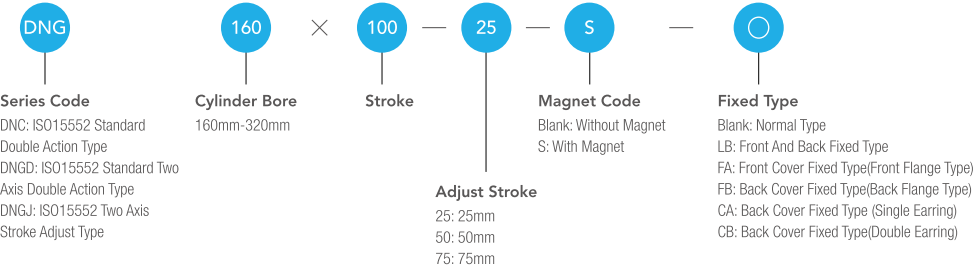 DNG 160 × 100 — 25 — S — ○
Series Code
DNC: ISO15552 Standard
Double Action Type
DNGD: ISO15552 Standard Two
Axis Double Action Type
DNGJ: ISO15552 Two Axis
Stroke Adjust Type
Cylinder Bore
160mm-320mm
Stroke
Adjust Stroke
25: 25mm
50: 50mm
75: 75mm
Magnet Code
Blank: Without Magnet
S: With Magnet
Fixed Type
Blank: Normal Type
LB: Front And Back Fixed Type
FA: Front Cover Fixed Type(Front Flange Type)
FB: Back Cover Fixed Type(Back Flange Type)
CA: Back Cover Fixed Type (Single Earring)
CB: Back Cover Fixed Type(Double Earring)